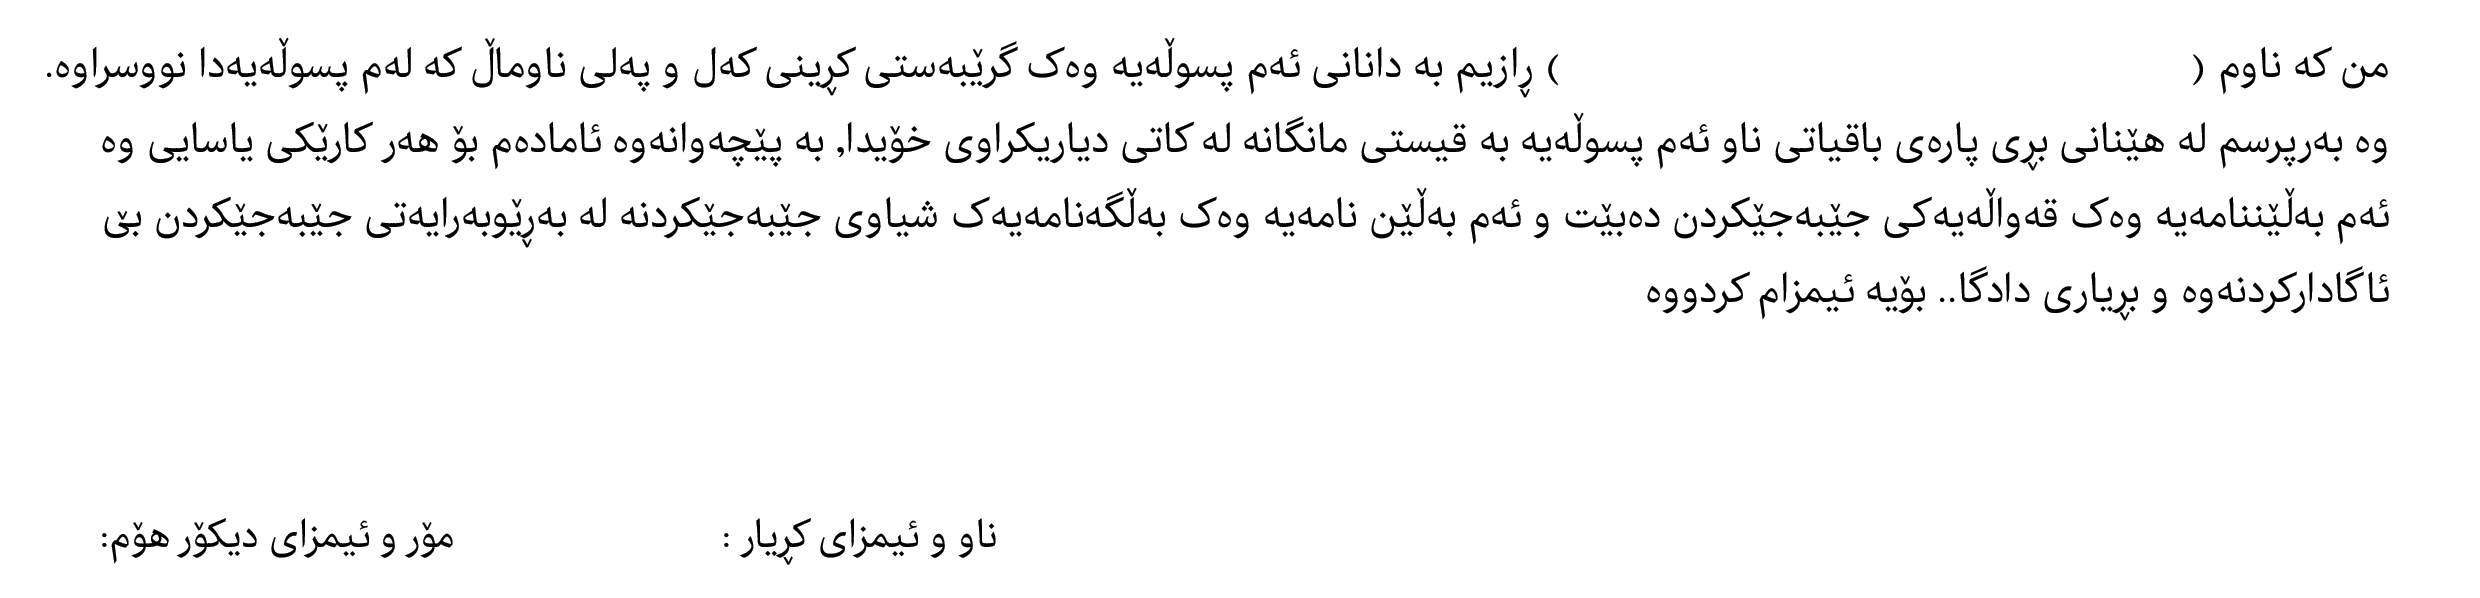 من کە ناوم (                    ) ڕازیم بە دانانی ئەم پسوڵەیە وەک گرێبەستی کڕینی کەل و پەلی ناوماڵ کە لەم پسوڵەیەدا نووسراوە.
وە بەرپرسم لە هێنانی بڕی پارەی باقیاتی ناو ئەم پسوڵەیە بە قیستی مانگانە لە کاتی دیاریکراوی خۆیدا, بە پێچەوانەوە ئامادەم بۆ هەر کارێکی یاسایی وە
ئەم بەڵێننامەیە وەک قەواڵەیەکی جێبەجێکردن دەبێت و ئەم بەڵێن نامەیە وەک بەڵگەنامەیەک شیاوی جێبەجێکردنە لە بەڕێوبەرایەتی جێبەجێکردن بێ
ئاگادارکردنەوە و بڕیاری دادگا.. بۆیە ئیمزام کردووە
ناو و ئیمزای کڕیار : مۆر و ئیمزای دیکۆر هۆم: